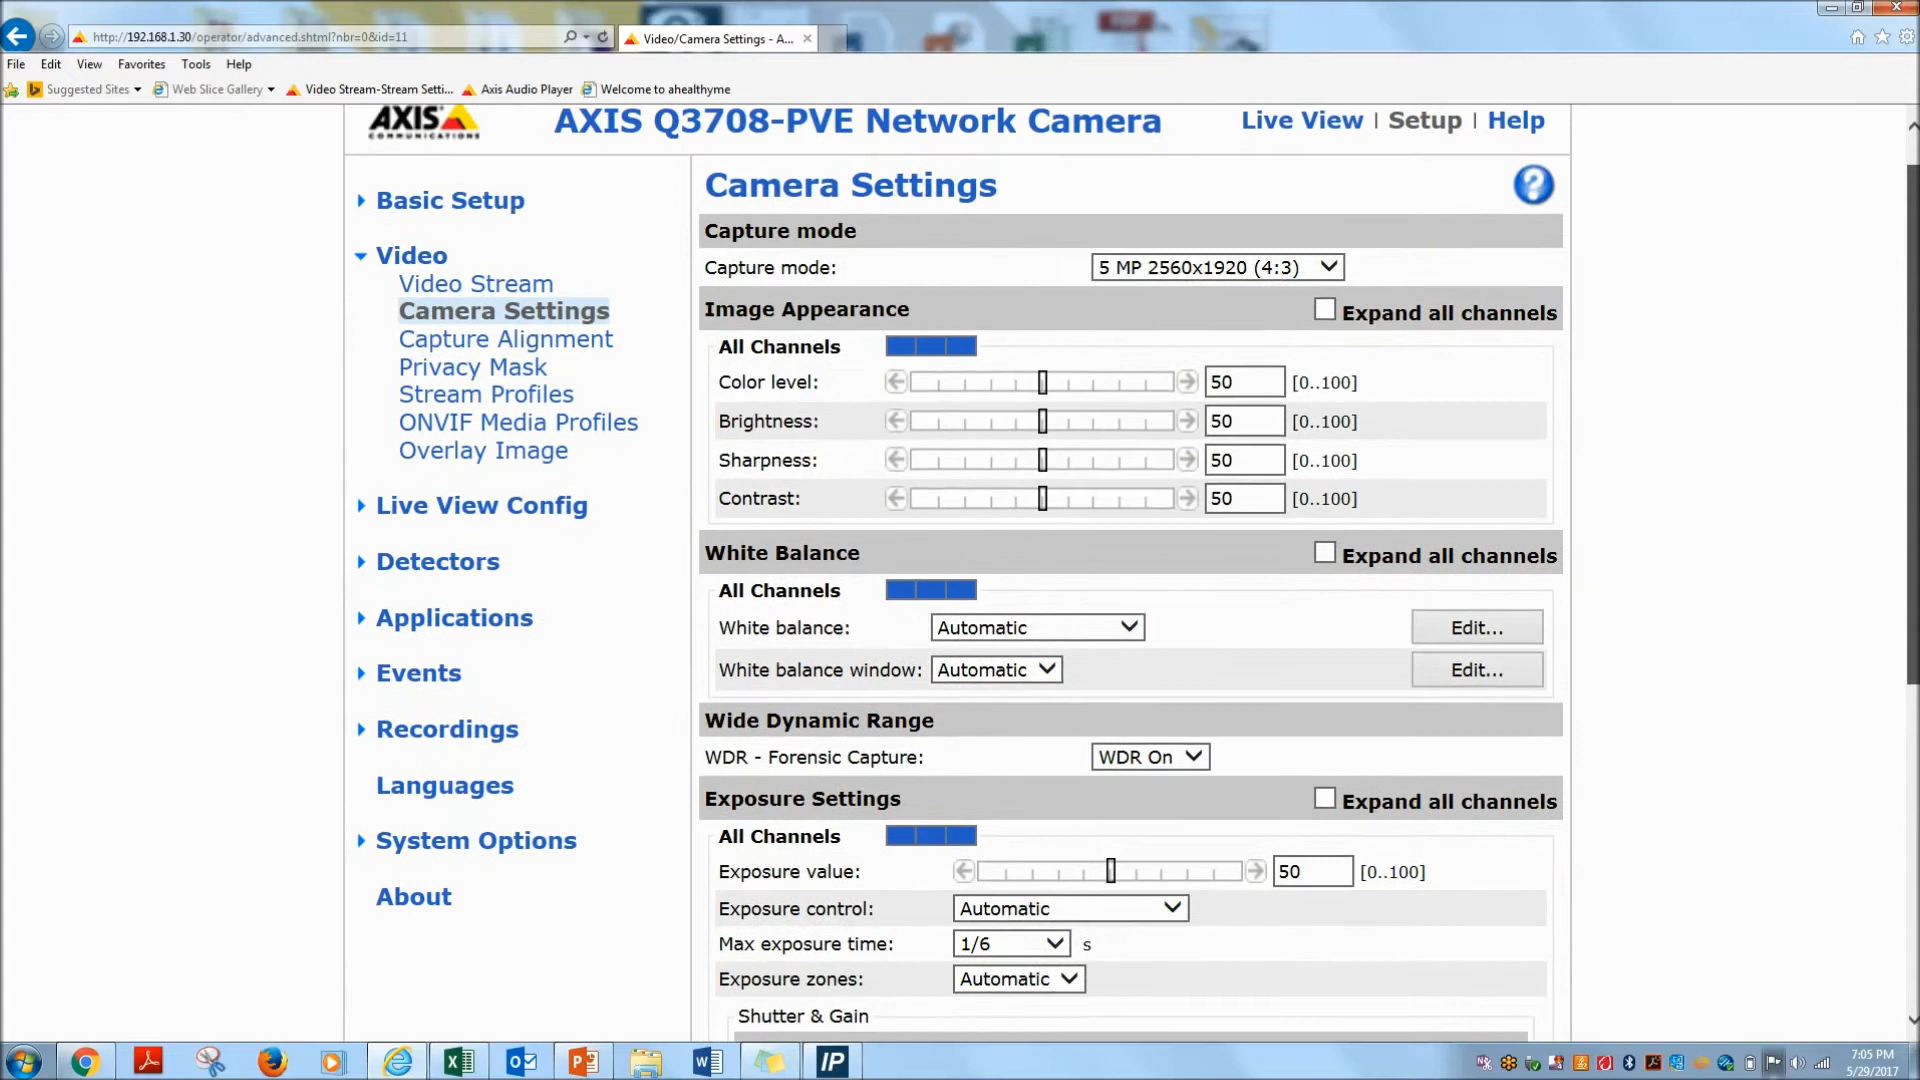 http://192.168.1.30/operator/advanced.shtml?nbr=0&id=11
Video/Camera Settings - A...
File Edit View Favorites Tools Help
Suggested Sites Web Slice Gallery Video Stream-Stream Setti... Axis Audio Player Welcome to ahealthyme
AXIS COMMUNICATIONS
AXIS Q3708-PVE Network Camera
Live View | Setup | Help
Basic Setup
Video
Video Stream
Camera Settings
Capture Alignment
Privacy Mask
Stream Profiles
ONVIF Media Profiles
Overlay Image
Live View Config
Detectors
Applications
Events
Recordings
Languages
System Options
About
Camera Settings
?
Capture mode
Capture mode: 5 MP 2560x1920 (4:3)
Image Appearance Expand all channels
All Channels
Color level: 50 [0..100]
Brightness: 50 [0..100]
Sharpness: 50 [0..100]
Contrast: 50 [0..100]
White Balance Expand all channels
All Channels
White balance: Automatic Edit...
White balance window: Automatic Edit...
Wide Dynamic Range
WDR - Forensic Capture: WDR On
Exposure Settings Expand all channels
All Channels
Exposure value: 50 [0..100]
Exposure control: Automatic
Max exposure time: 1/6 s
Exposure zones: Automatic
Shutter & Gain
IP
7:05 PM
5/29/2017